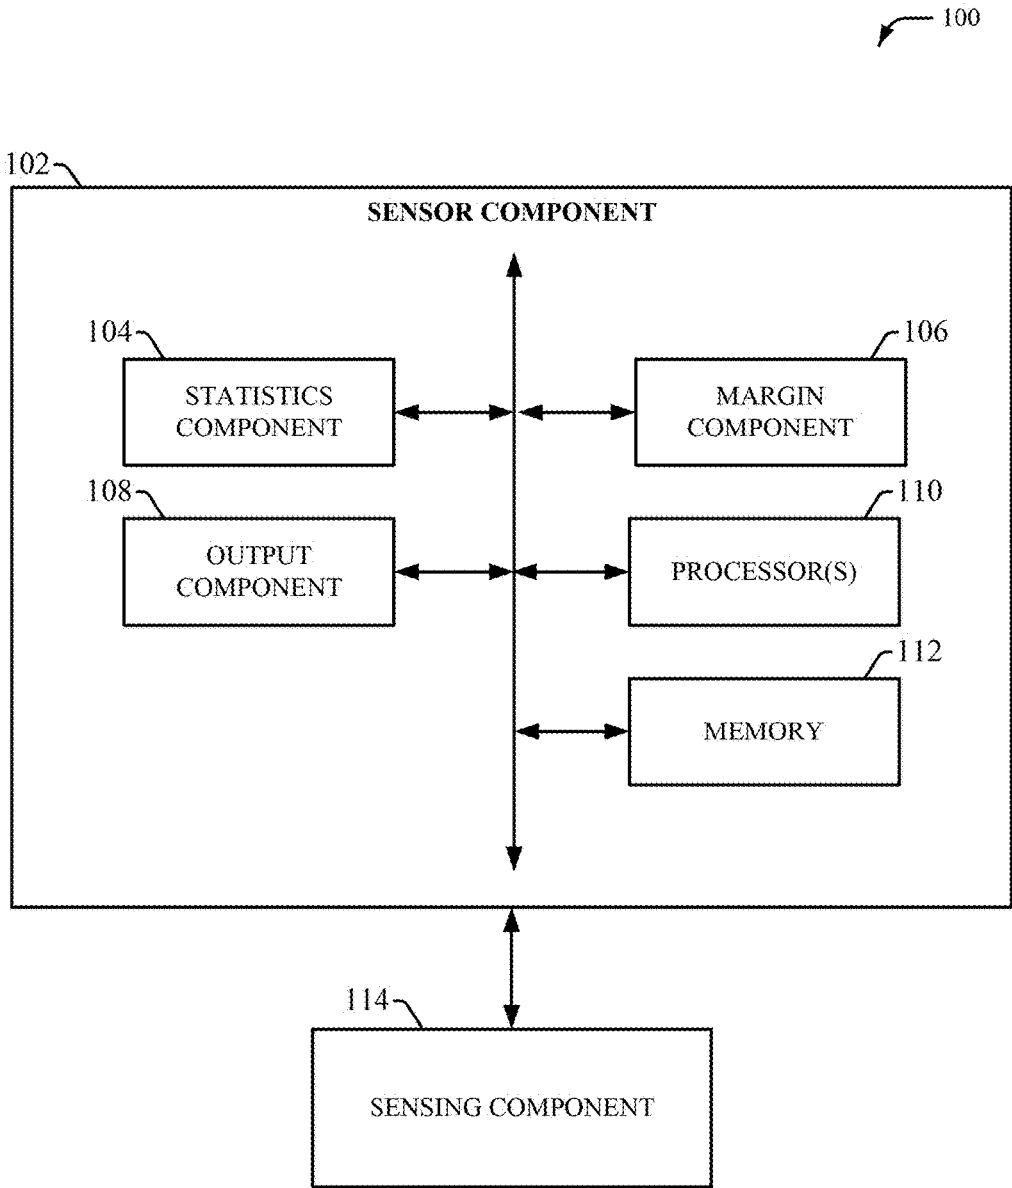 100
102
SENSOR COMPONENT
104
STATISTICS
COMPONENT
106
MARGIN
COMPONENT
108
OUTPUT
COMPONENT
110
PROCESSOR(S)
112
MEMORY
114
SENSING COMPONENT